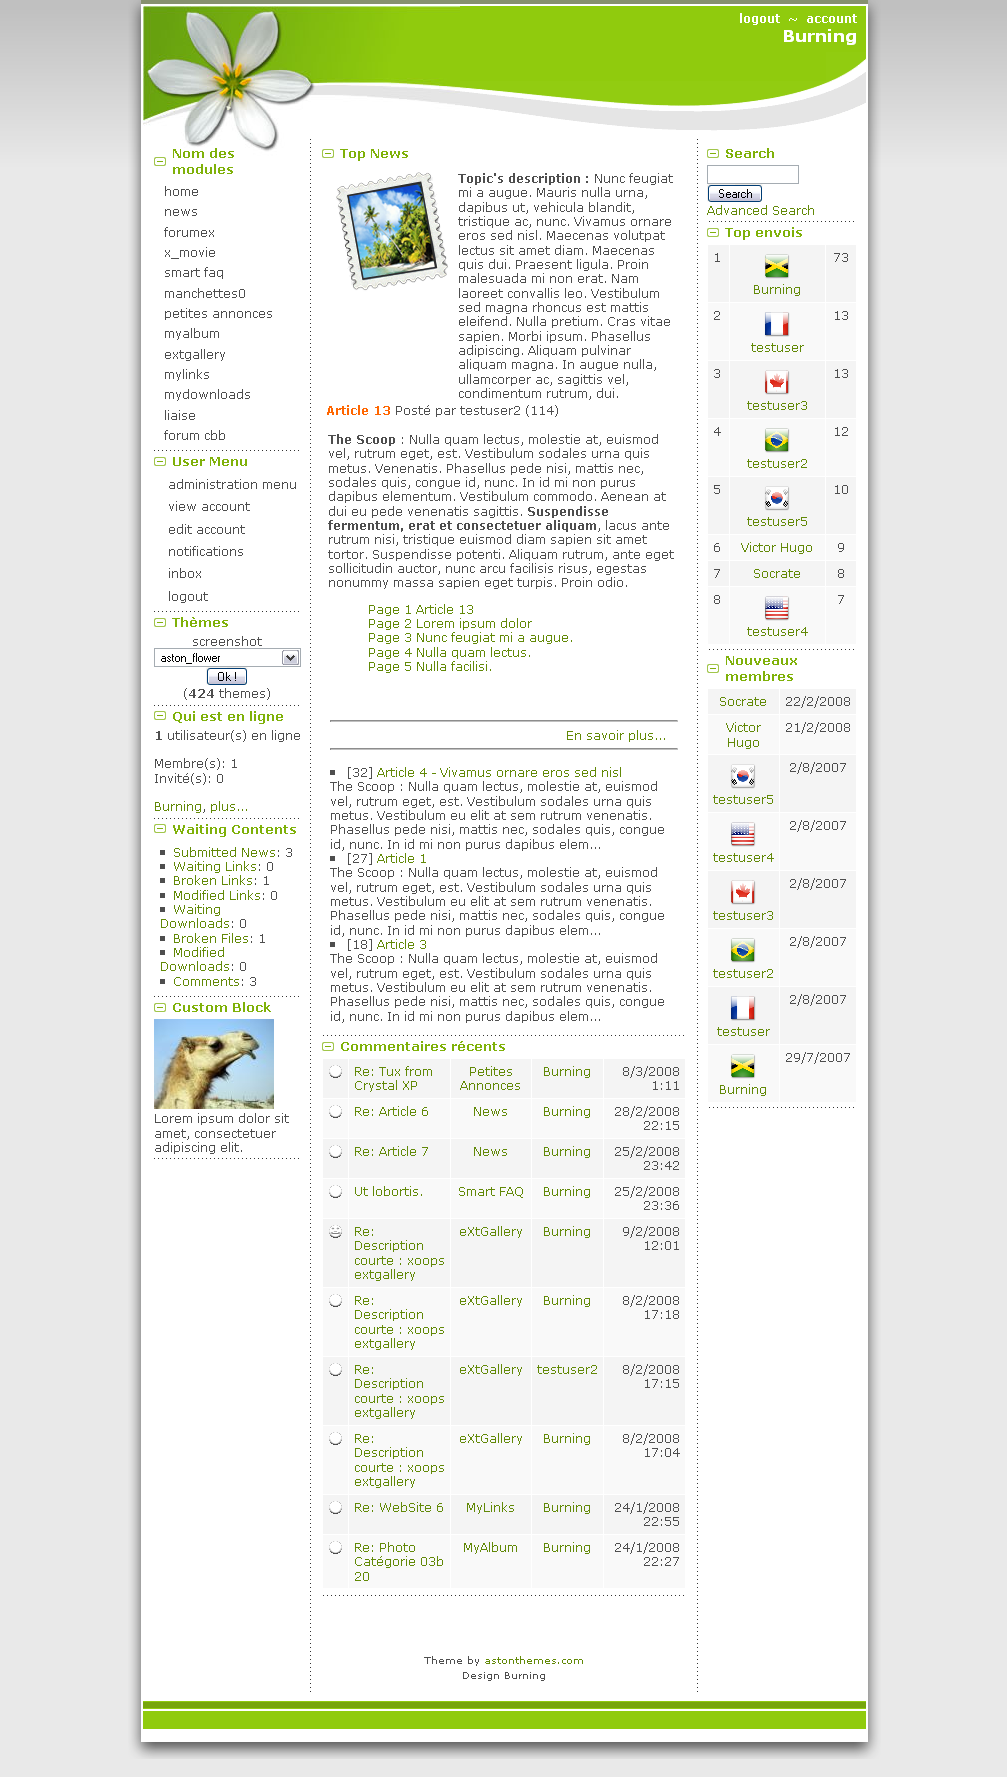 logout ~ account
Burning
Nom des
modules
home
news
forumex
x_movie
smart faq
manchettes0
petites annonces
myalbum
extgallery
mylinks
mydownloads
liaise
forum cbb
User Menu
administration menu
view account
edit account
notifications
inbox
logout
Thèmes
screenshot
aston_flower
Ok !
(424 themes)
Qui est en ligne
1 utilisateur(s) en ligne
Membre(s): 1
Invité(s): 0
Burning, plus...
Waiting Contents
Submitted News: 3
Waiting Links: 0
Broken Links: 1
Modified Links: 0
Waiting
Downloads: 0
Broken Files: 1
Modified
Downloads: 0
Comments: 3
Custom Block
Lorem ipsum dolor sit
amet, consectetuer
adipiscing elit.
Top News
Topic's description : Nunc feugiat
mi a augue. Mauris nulla urna,
dapibus ut, vehicula blandit,
tristique ac, nunc. Vivamus ornare
eros sed nisl. Maecenas volutpat
lectus sit amet diam. Maecenas
quis dui. Praesent ligula. Proin
malesuada mi non erat. Nam
laoreet convallis leo. Vestibulum
sed magna rhoncus est mattis
eleifend. Nulla pretium. Cras vitae
sapien. Morbi ipsum. Phasellus
adipiscing. Aliquam pulvinar
aliquam magna. In augue nulla,
ullamcorper ac, sagittis vel,
condimentum rutrum, dui.
Article 13 Posté par testuser2 (114)
The Scoop : Nulla quam lectus, molestie at, euismod
vel, rutrum eget, est. Vestibulum sodales urna quis
metus. Venenatis. Phasellus pede nisi, mattis nec,
sodales quis, congue id, nunc. In id mi non purus
dapibus elementum. Vestibulum commodo. Aenean at
dui eu pede venenatis sagittis. Suspendisse
fermentum, erat et consectetuer aliquam, lacus ante
rutrum nisi, tristique euismod diam sapien sit amet
tortor. Suspendisse potenti. Aliquam rutrum, ante eget
sollicitudin auctor, nunc arcu facilisis risus, egestas
nonummy massa sapien eget turpis. Proin odio.
Page 1 Article 13
Page 2 Lorem ipsum dolor
Page 3 Nunc feugiat mi a augue.
Page 4 Nulla quam lectus.
Page 5 Nulla facilisi.
En savoir plus...
[32] Article 4 - Vivamus ornare eros sed nisl
The Scoop : Nulla quam lectus, molestie at, euismod
vel, rutrum eget, est. Vestibulum sodales urna quis
metus. Vestibulum eu elit at sem rutrum venenatis.
Phasellus pede nisi, mattis nec, sodales quis, congue
id, nunc. In id mi non purus dapibus elem...
[27] Article 1
The Scoop : Nulla quam lectus, molestie at, euismod
vel, rutrum eget, est. Vestibulum sodales urna quis
metus. Vestibulum eu elit at sem rutrum venenatis.
Phasellus pede nisi, mattis nec, sodales quis, congue
id, nunc. In id mi non purus dapibus elem...
[18] Article 3
The Scoop : Nulla quam lectus, molestie at, euismod
vel, rutrum eget, est. Vestibulum sodales urna quis
metus. Vestibulum eu elit at sem rutrum venenatis.
Phasellus pede nisi, mattis nec, sodales quis, congue
id, nunc. In id mi non purus dapibus elem...
Commentaires récents
Re: Tux from Petites Burning 8/3/2008
Crystal XP Annonces 1:11
Re: Article 6 News Burning 28/2/2008
22:15
Re: Article 7 News Burning 25/2/2008
23:42
Ut lobortis. Smart FAQ Burning 25/2/2008
23:36
Re: eXtGallery Burning 9/2/2008
Description 12:01
courte : xoops
extgallery
Re: eXtGallery Burning 8/2/2008
Description 17:18
courte : xoops
extgallery
Re: eXtGallery testuser2 8/2/2008
Description 17:15
courte : xoops
extgallery
Re: eXtGallery Burning 8/2/2008
Description 17:04
courte : xoops
extgallery
Re: WebSite 6 MyLinks Burning 24/1/2008
22:55
Re: Photo MyAlbum Burning 24/1/2008
Catégorie 03b 22:27
20
Search
Search
Advanced Search
Top envois
1 73
Burning
2 13
testuser
3 13
testuser3
4 12
testuser2
5 10
testuser5
6 Victor Hugo 9
7 Socrate 8
8 7
testuser4
Nouveaux
membres
Socrate 22/2/2008
Victor 21/2/2008
Hugo
2/8/2007
testuser5
2/8/2007
testuser4
2/8/2007
testuser3
2/8/2007
testuser2
2/8/2007
testuser
29/7/2007
Burning
Theme by astonthemes.com
Design Burning